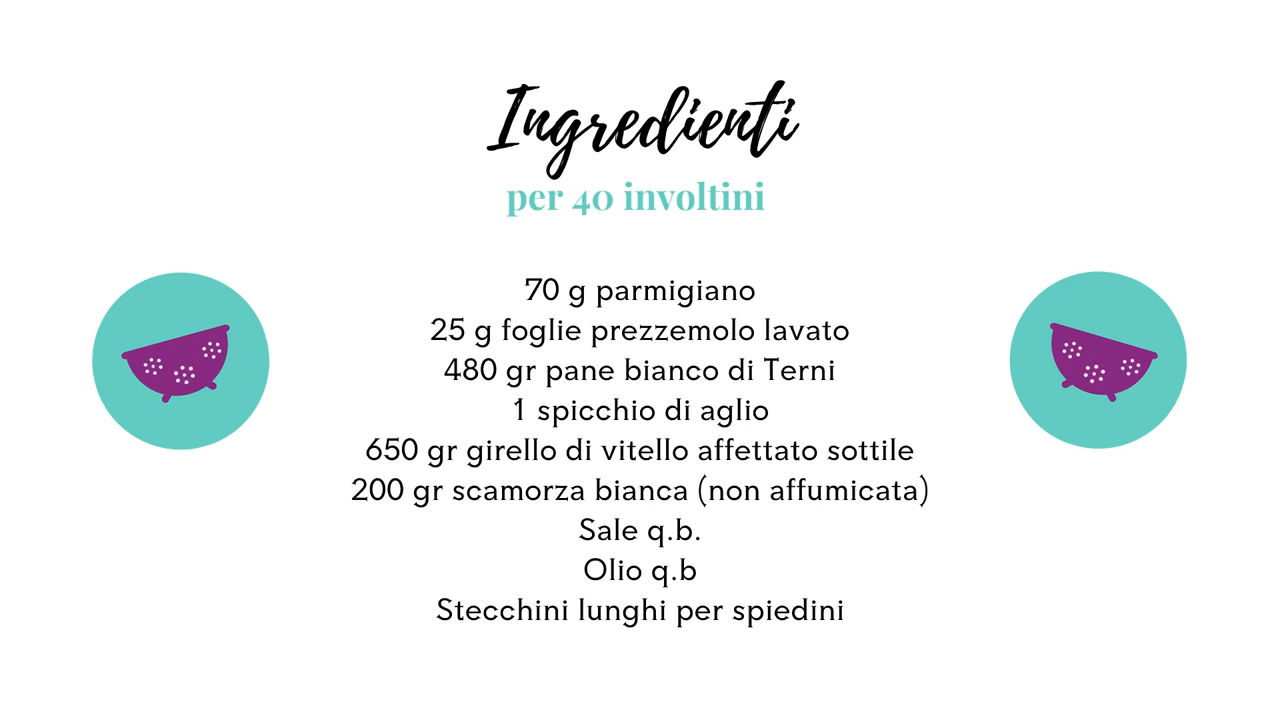 Ingredienti
per 40 involtini
70 g parmigiano
25 g foglie prezzemolo lavato
480 gr pane bianco di Terni
1 spicchio di aglio
650 gr girello di vitello affettato sottile
200 gr scamorza bianca (non affumicata)
Sale q.b.
Olio q.b
Stecchini lunghi per spiedini